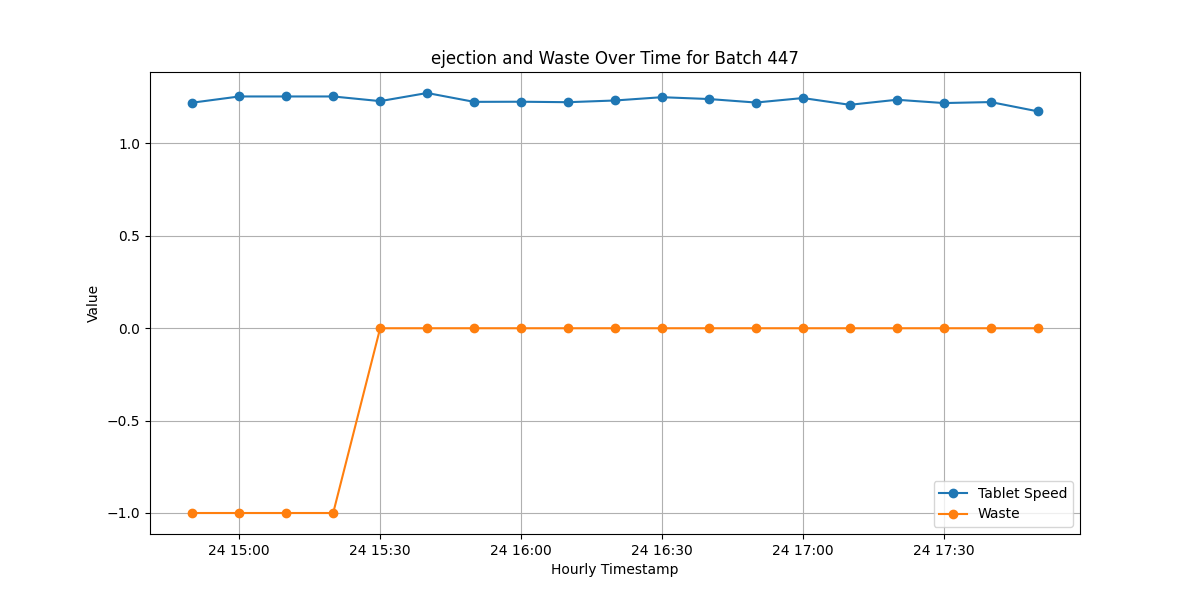 ejection and Waste Over Time for Batch 447
Value
1.0
0.5
0.0
−0.5
−1.0
Tablet Speed
Waste
24 15:00 24 15:30 24 16:00 24 16:30 24 17:00 24 17:30
Hourly Timestamp